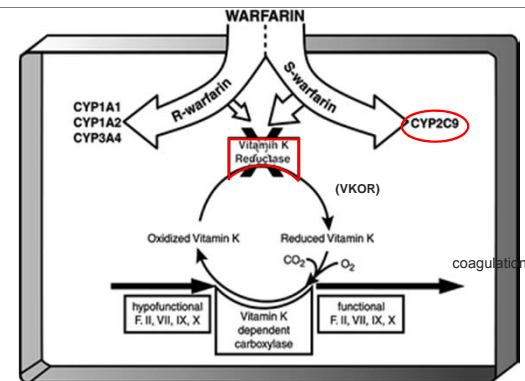 WARFARIN
R-warfarin
S-warfarin
CYP1A1
CYP1A2
CYP3A4
CYP2C9
Vitamin K
Reductase
(VKOR)
Oxidized Vitamin K
Reduced Vitamin K
CO2
O2
coagulation
hypofunctional
F. II, VII, IX, X
Vitamin K
dependent
carboxylase
functional
F. II, VII, IX, X